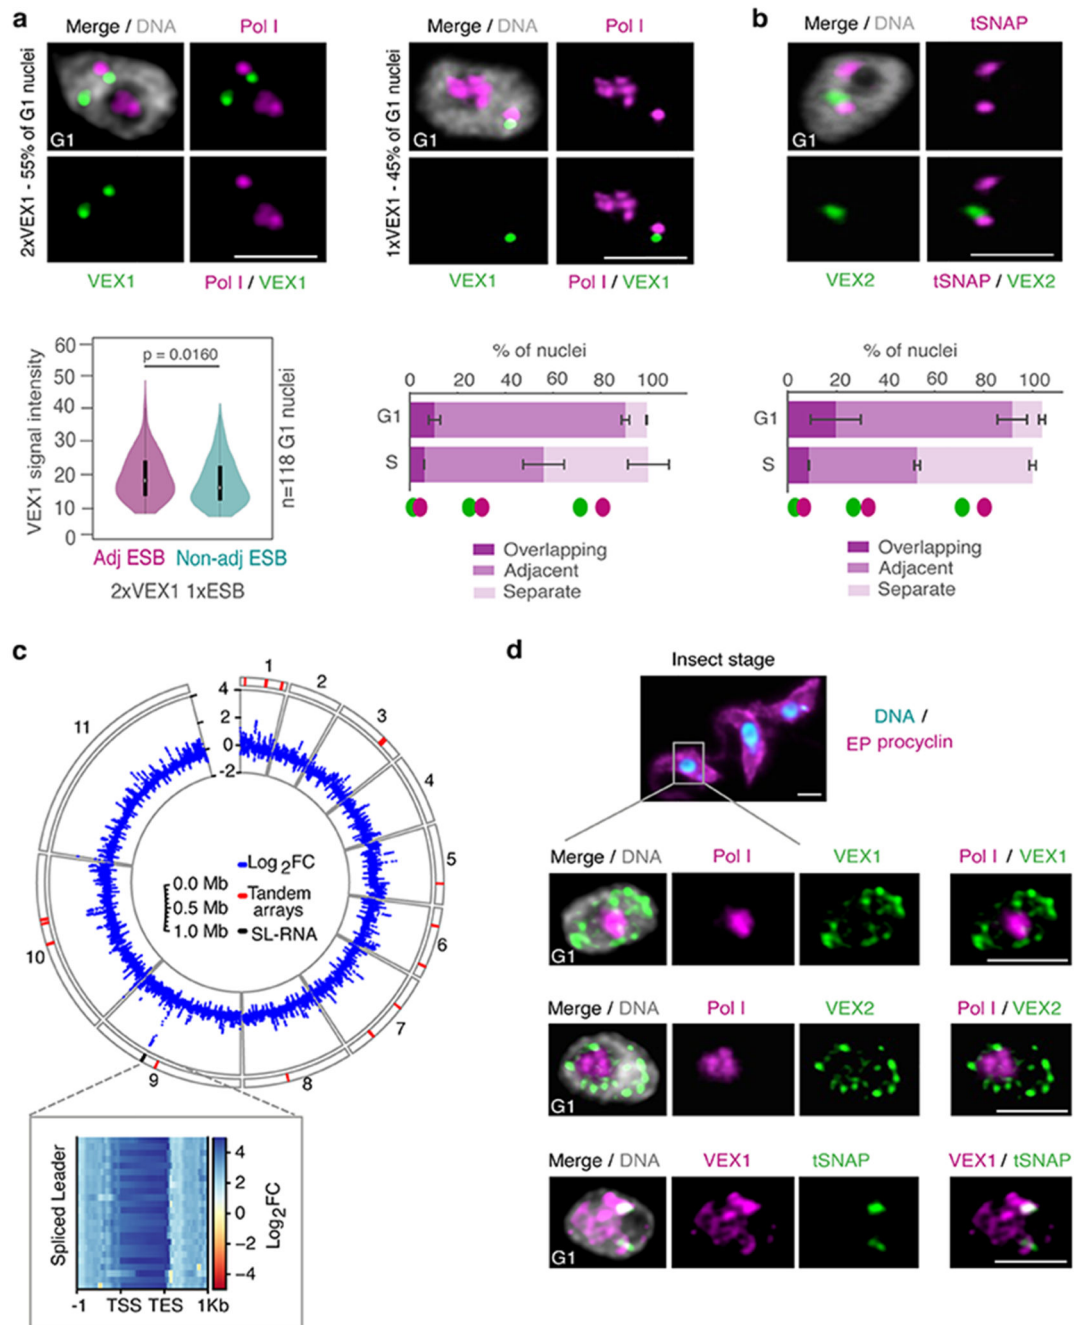 a
Merge / DNA
Pol I
2xVEX1 - 55% of G1 nuclei
G1
VEX1
Pol I / VEX1
Merge / DNA
Pol I
1xVEX1 - 45% of G1 nuclei
G1
VEX1
Pol I / VEX1
b
Merge / DNA
tSNAP
G1
VEX2
tSNAP / VEX2
VEX1 signal intensity
60
50
40
30
20
10
0
p = 0.0160
n=118 G1 nuclei
Adj ESB Non-adj ESB
2xVEX1 1xESB
% of nuclei
0 20 40 60 80 100
G1
S
Overlapping
Adjacent
Separate
% of nuclei
0 20 40 60 80 100
G1
S
Overlapping
Adjacent
Separate
c
1
2
3
4
5
6
7
8
9
10
11
4
2
0
-2
Log2FC
0.0 Mb
0.5 Mb
1.0 Mb
Tandem
arrays
SL-RNA
Spliced Leader
-1 TSS TES 1Kb
4
2
0
−2
−4
Log2FC
d
Insect stage
DNA /
EP procyclin
Merge / DNA Pol I VEX1 Pol I / VEX1
G1
Merge / DNA Pol I VEX2 Pol I / VEX2
G1
Merge / DNA VEX1 tSNAP VEX1 / tSNAP
G1